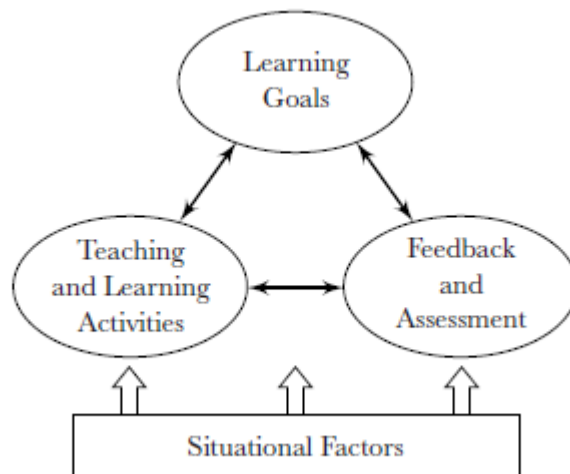 Learning
Goals
Teaching
and Learning
Activities
Feedback
and
Assessment
Situational Factors